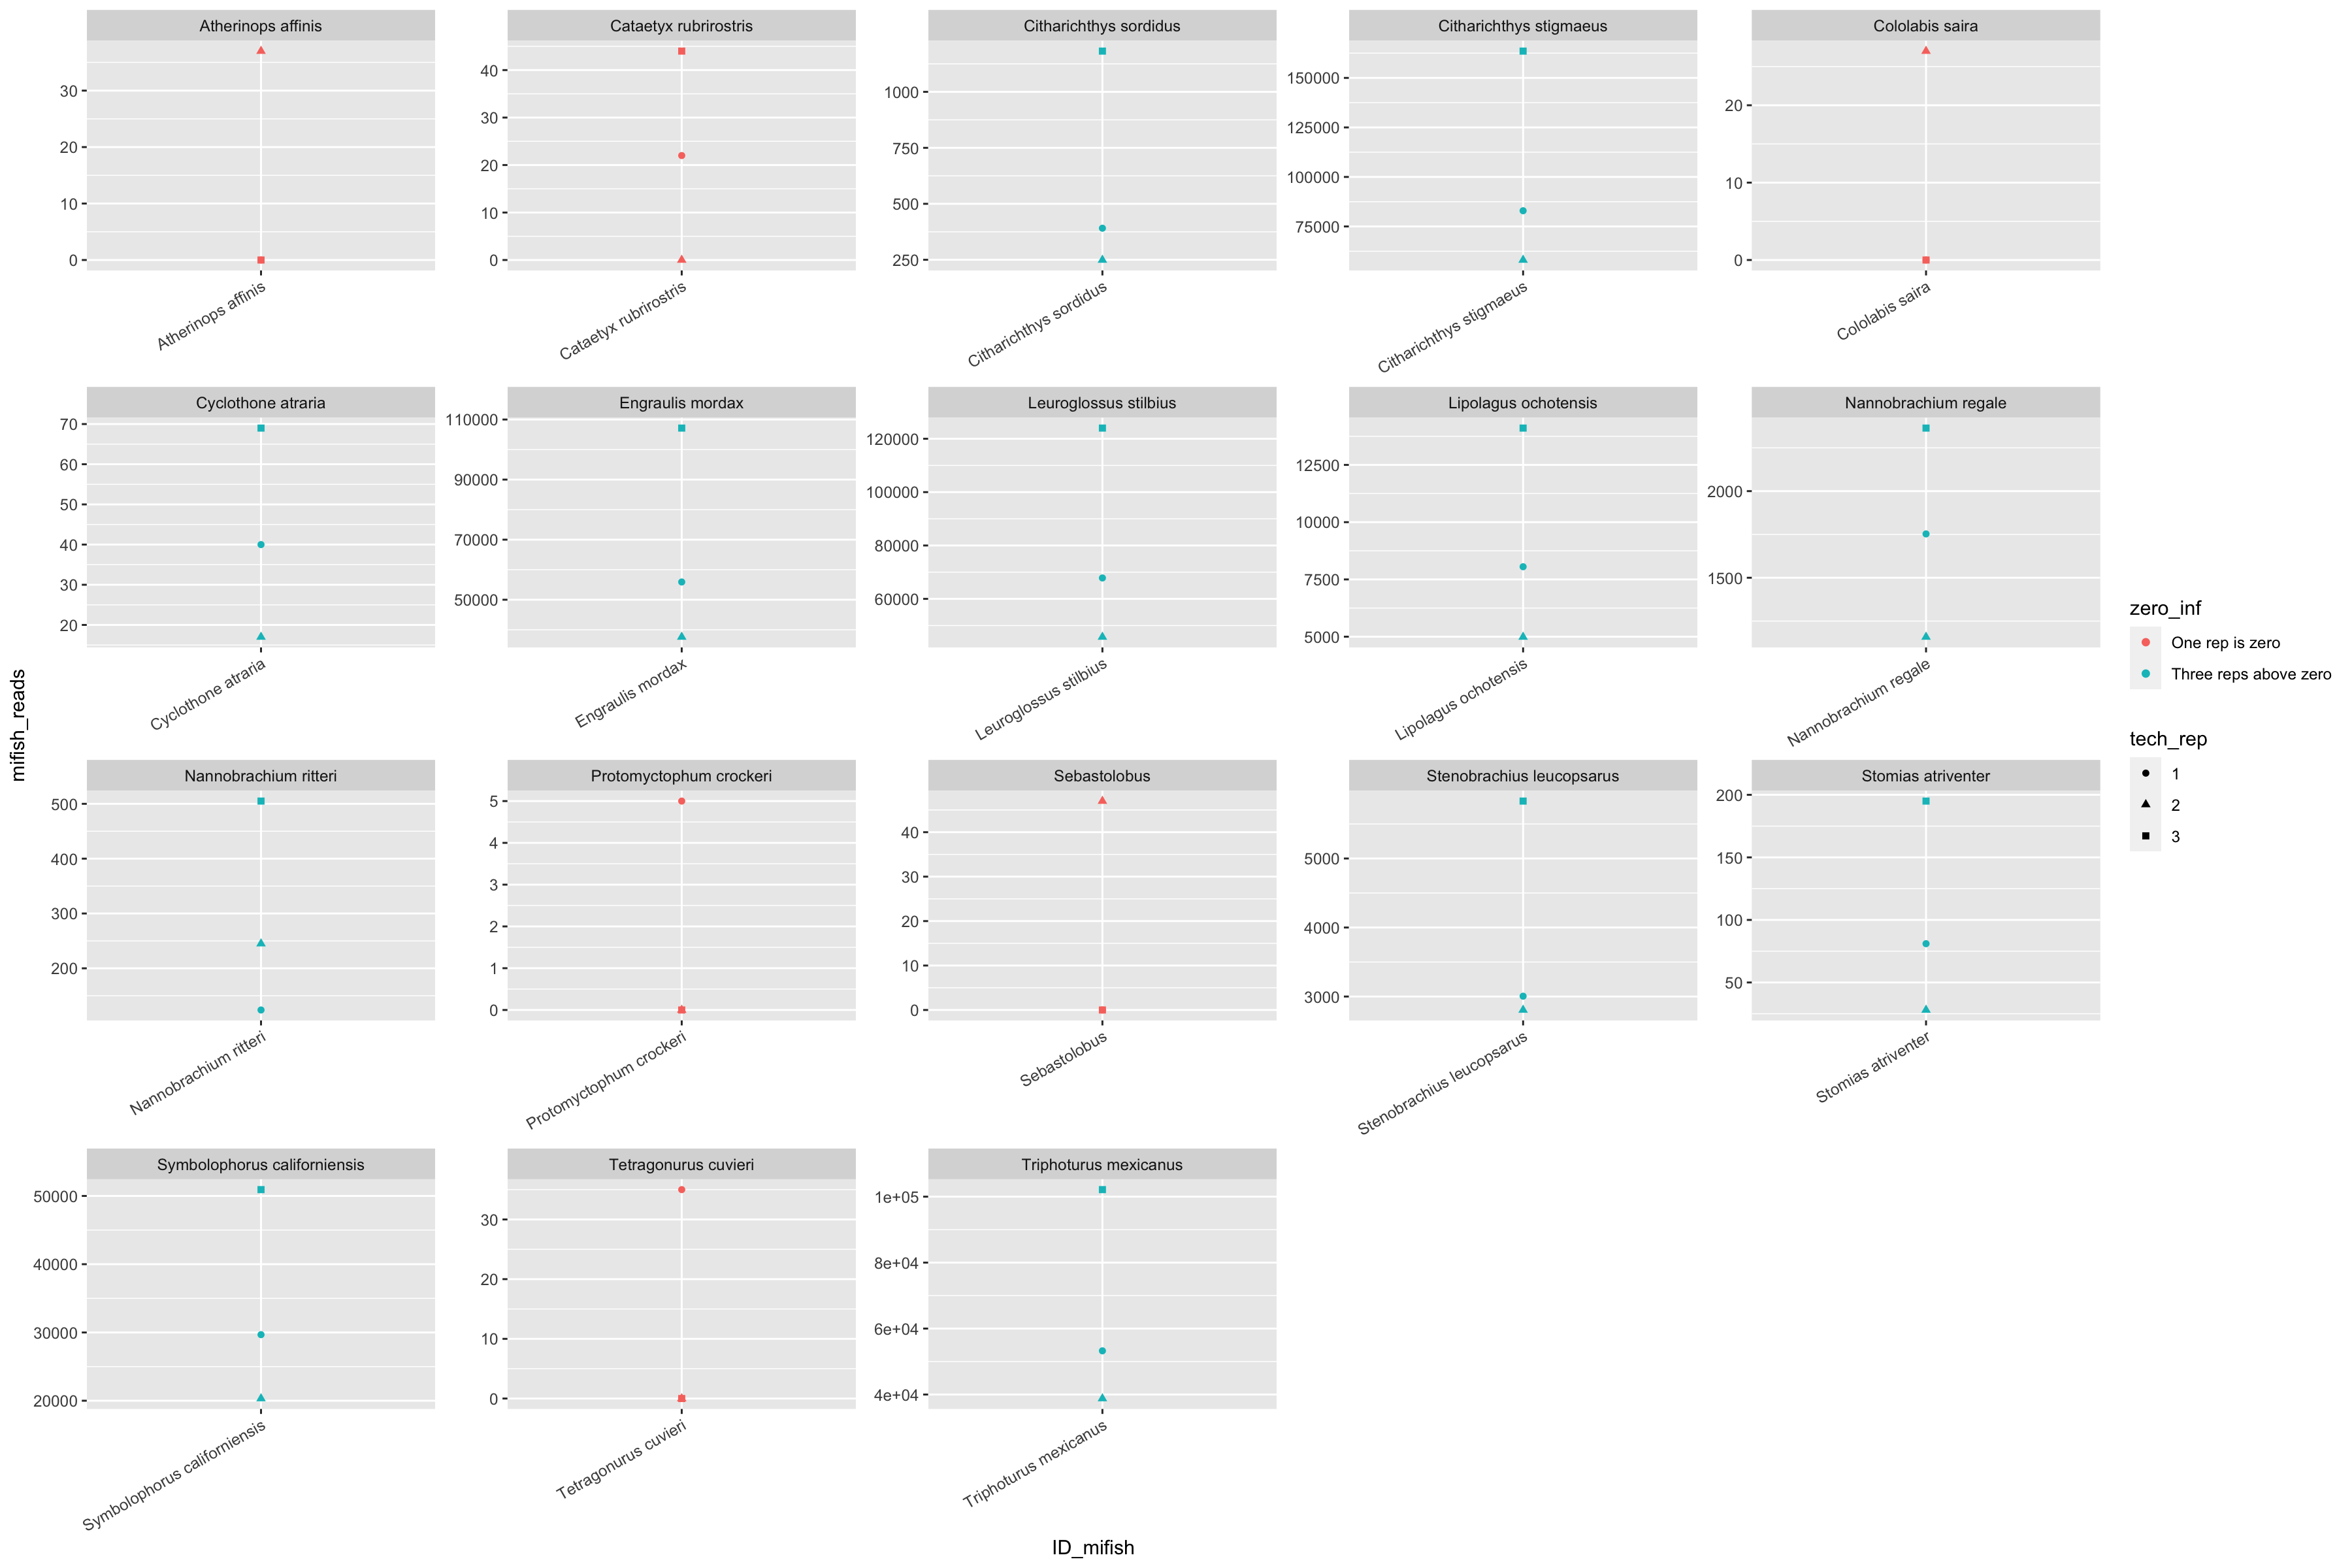 Atherinops affinis
30
20
10
0
Atherinops affinis
Cataetyx rubrirostris
40
30
20
10
0
Cataetyx rubrirostris
Citharichthys sordidus
1000
750
500
250
Citharichthys sordidus
Citharichthys stigmaeus
150000
125000
100000
75000
Citharichthys stigmaeus
Cololabis saira
20
10
0
Cololabis saira
Cyclothone atraria
70
60
50
40
30
20
Cyclothone atraria
Engraulis mordax
110000
90000
70000
50000
Engraulis mordax
Leuroglossus stilbius
120000
100000
80000
60000
Leuroglossus stilbius
Lipolagus ochotensis
12500
10000
7500
5000
Lipolagus ochotensis
Nannobrachium regale
2000
1500
Nannobrachium regale
Nannobrachium ritteri
500
400
300
200
Nannobrachium ritteri
Protomyctophum crockeri
5
4
3
2
1
0
Protomyctophum crockeri
Sebastolobus
40
30
20
10
0
Sebastolobus
Stenobrachius leucopsarus
5000
4000
3000
Stenobrachius leucopsarus
Stomias atriventer
200
150
100
50
Stomias atriventer
Symbolophorus californiensis
50000
40000
30000
20000
Symbolophorus californiensis
Tetragonurus cuvieri
30
20
10
0
Tetragonurus cuvieri
Triphoturus mexicanus
1e+05
8e+04
6e+04
4e+04
Triphoturus mexicanus
mifish_reads
ID_mifish
zero_inf
One rep is zero
Three reps above zero
tech_rep
1
2
3